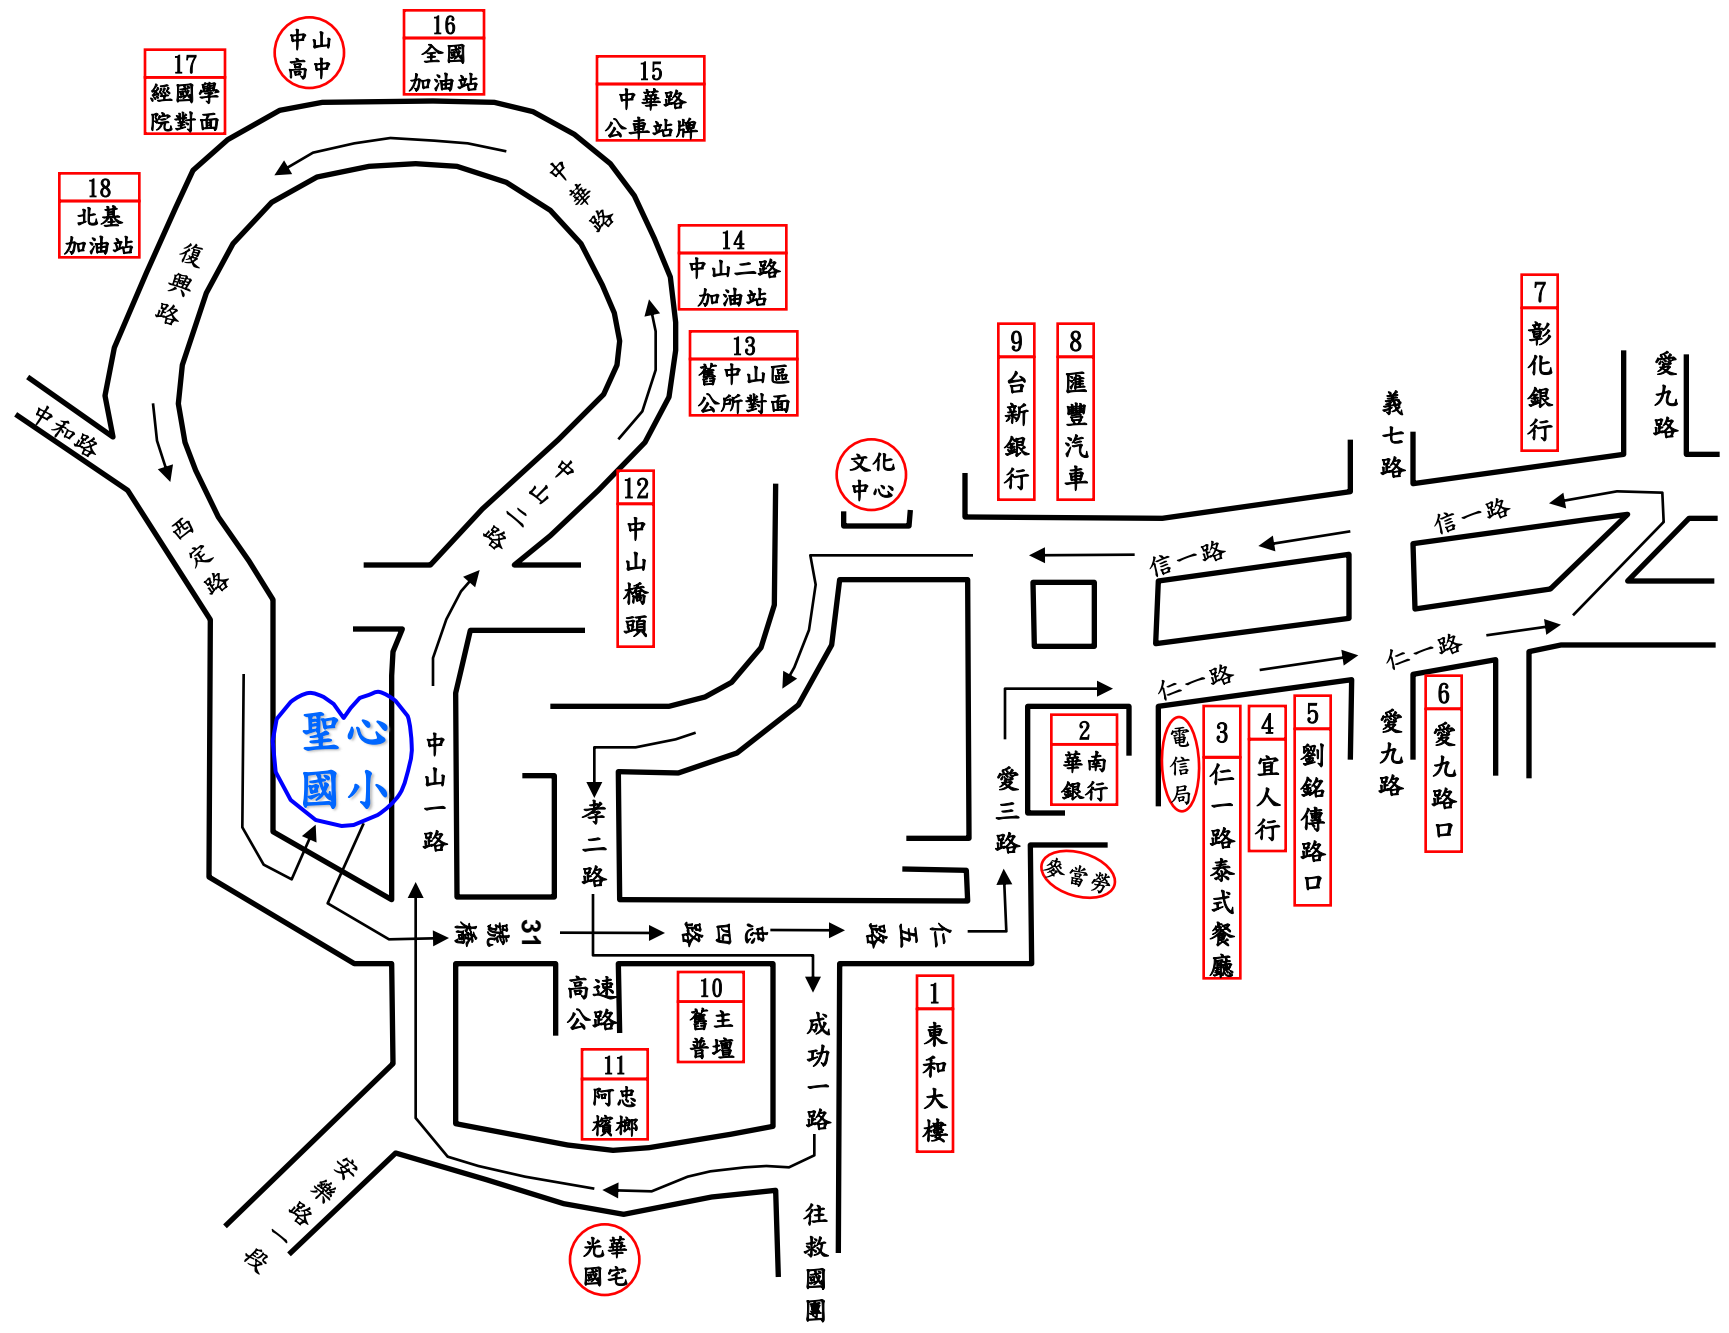 16
全國
加油站
中山
高中
17
經國學
院對面
15
中華路
公車站牌
中華路
18
北基
加油站
14
中山二路
加油站
復興路
13
舊中山區
公所對面
7
彰化銀行
9
台新銀行
8
匯豐汽車
愛九路
義七路
中和路
文化
中心
12
中山橋頭
中山二路
西定路
信一路
信一路
仁一路
仁一路
聖心
國小
中山一路
孝二路
愛三路
2
華南
銀行
電信局
3
仁一路泰式餐廳
4
宜人行
5
劉銘傳路口
愛九路
6
愛九路口
麥當勞
31號橋
忠四路
仁五路
高速
公路
10
舊主
普壇
1
東和大樓
11
阿忠
檳榔
成功一路
安樂路一段
光華
國宅
往救國團